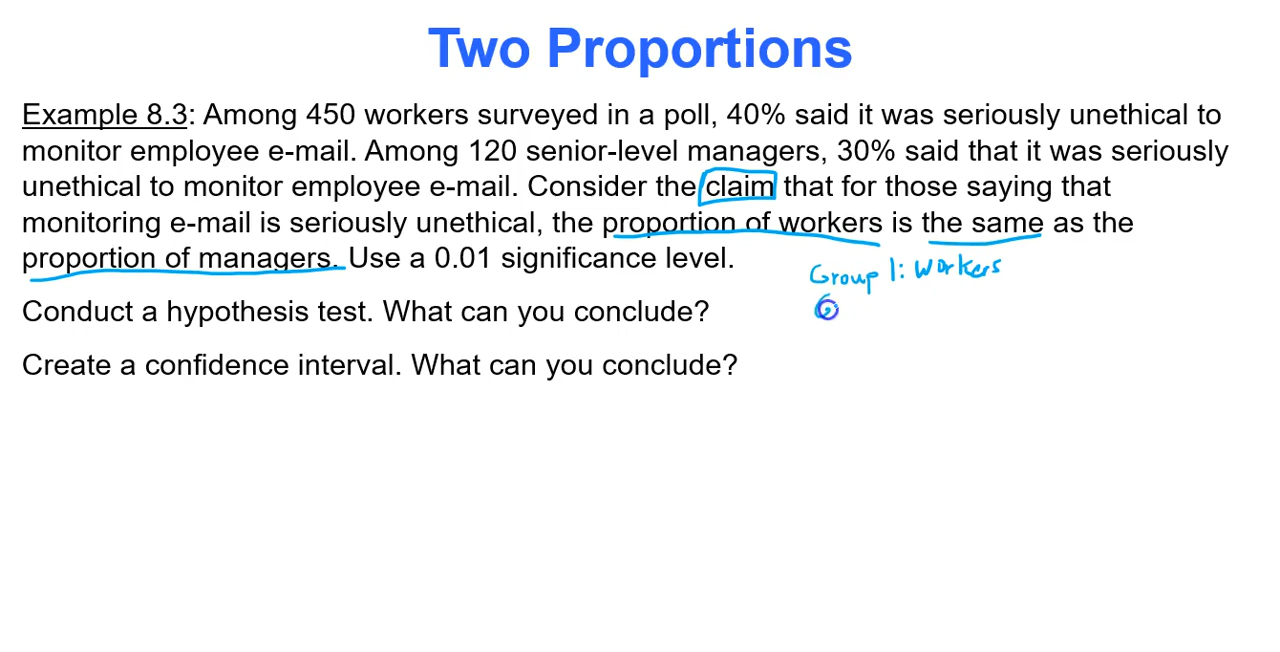 Two Proportions
Example 8.3: Among 450 workers surveyed in a poll, 40% said it was seriously unethical to
monitor employee e-mail. Among 120 senior-level managers, 30% said that it was seriously
unethical to monitor employee e-mail. Consider the claim that for those saying that
monitoring e-mail is seriously unethical, the proportion of workers is the same as the
proportion of managers. Use a 0.01 significance level.
Group 1: Workers
Conduct a hypothesis test. What can you conclude?
Create a confidence interval. What can you conclude?